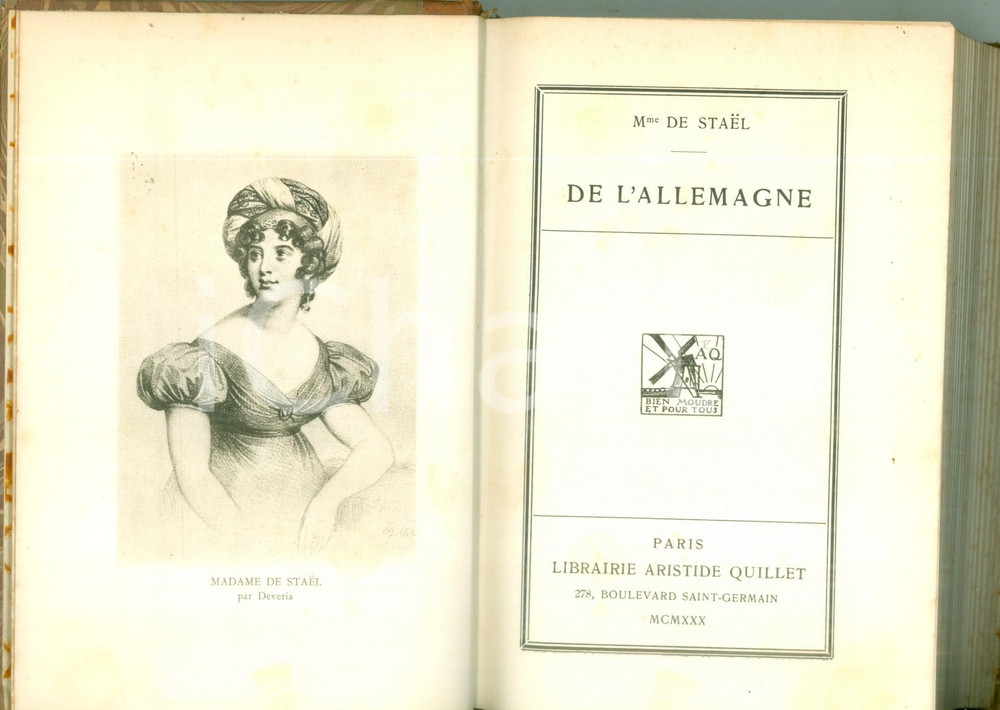 MADAME DE STAËL
par Deveria
Mme DE STAËL
DE L'ALLEMAGNE
AQ
BIEN MOUDRE
ET POUR TOUS
PARIS
LIBRAIRIE ARISTIDE QUILLET
278, BOULEVARD SAINT-GERMAIN
MCMXXX